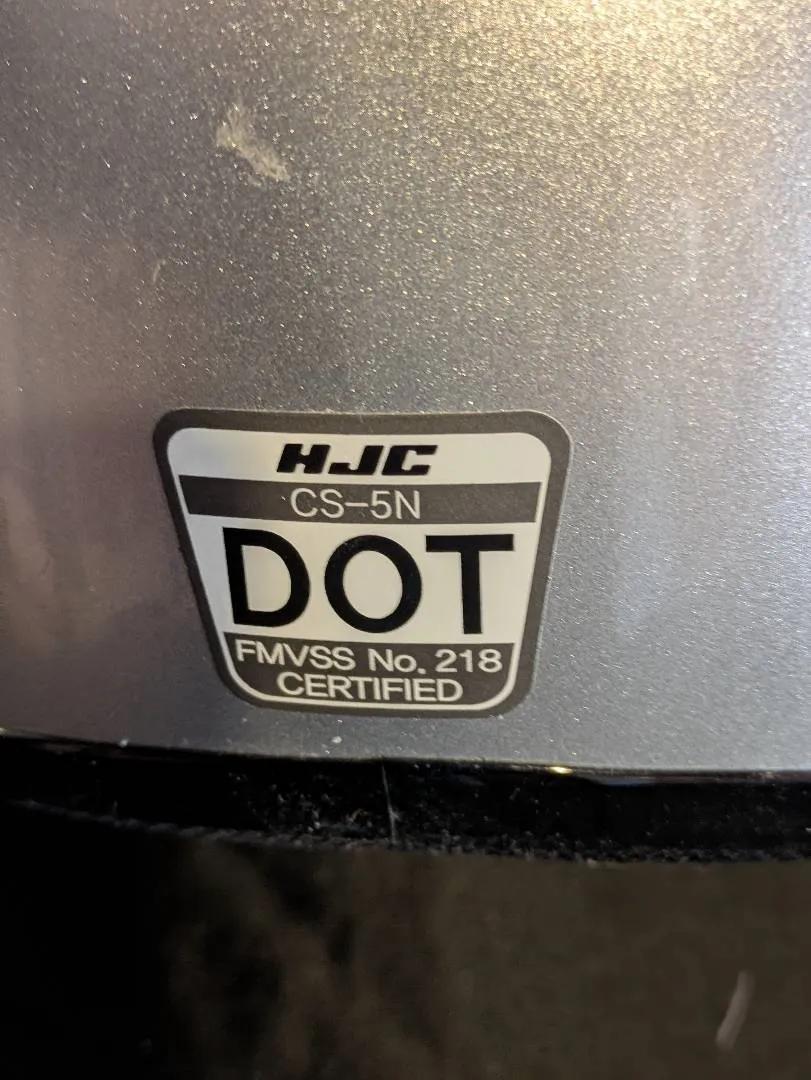 HJC
CS-5N
DOT
FMVSS No. 218
CERTIFIED